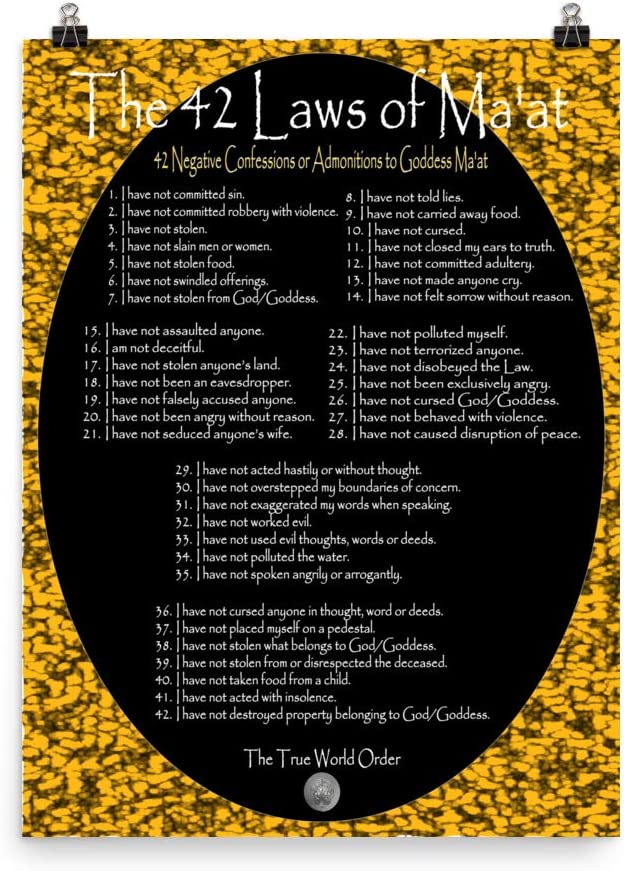 The 42 Laws of Ma'at
42 Negative Confessions or Admonitions to Goddess Ma'at
1. I have not committed sin.
2. I have not committed robbery with violence.
3. I have not stolen.
4. I have not slain men or women.
5. I have not stolen food.
6. I have not swindled offerings.
7. I have not stolen from God/Goddess.
8. I have not told lies.
9. I have not carried away food.
10. I have not cursed.
11. I have not closed my ears to truth.
12. I have not committed adultery.
13. I have not made anyone cry.
14. I have not felt sorrow without reason.
15. I have not assaulted anyone.
16. I am not deceitful.
17. I have not stolen anyone's land.
18. I have not been an eavesdropper.
19. I have not falsely accused anyone.
20. I have not been angry without reason.
21. I have not seduced anyone's wife.
22. I have not polluted myself.
23. I have not terrorized anyone.
24. I have not disobeyed the Law.
25. I have not been exclusively angry.
26. I have not cursed God/Goddess.
27. I have not behaved with violence.
28. I have not caused disruption of peace.
29. I have not acted hastily or without thought.
30. I have not overstepped my boundaries of concern.
31. I have not exaggerated my words when speaking.
32. I have not worked evil.
33. I have not used evil thoughts, words or deeds.
34. I have not polluted the water.
35. I have not spoken angrily or arrogantly.
36. I have not cursed anyone in thought, word or deeds.
37. I have not placed myself on a pedestal.
38. I have not stolen what belongs to God/Goddess.
39. I have not stolen from or disrespected the deceased.
40. I have not taken food from a child.
41. I have not acted with insolence.
42. I have not destroyed property belonging to God/Goddess.
The True World Order